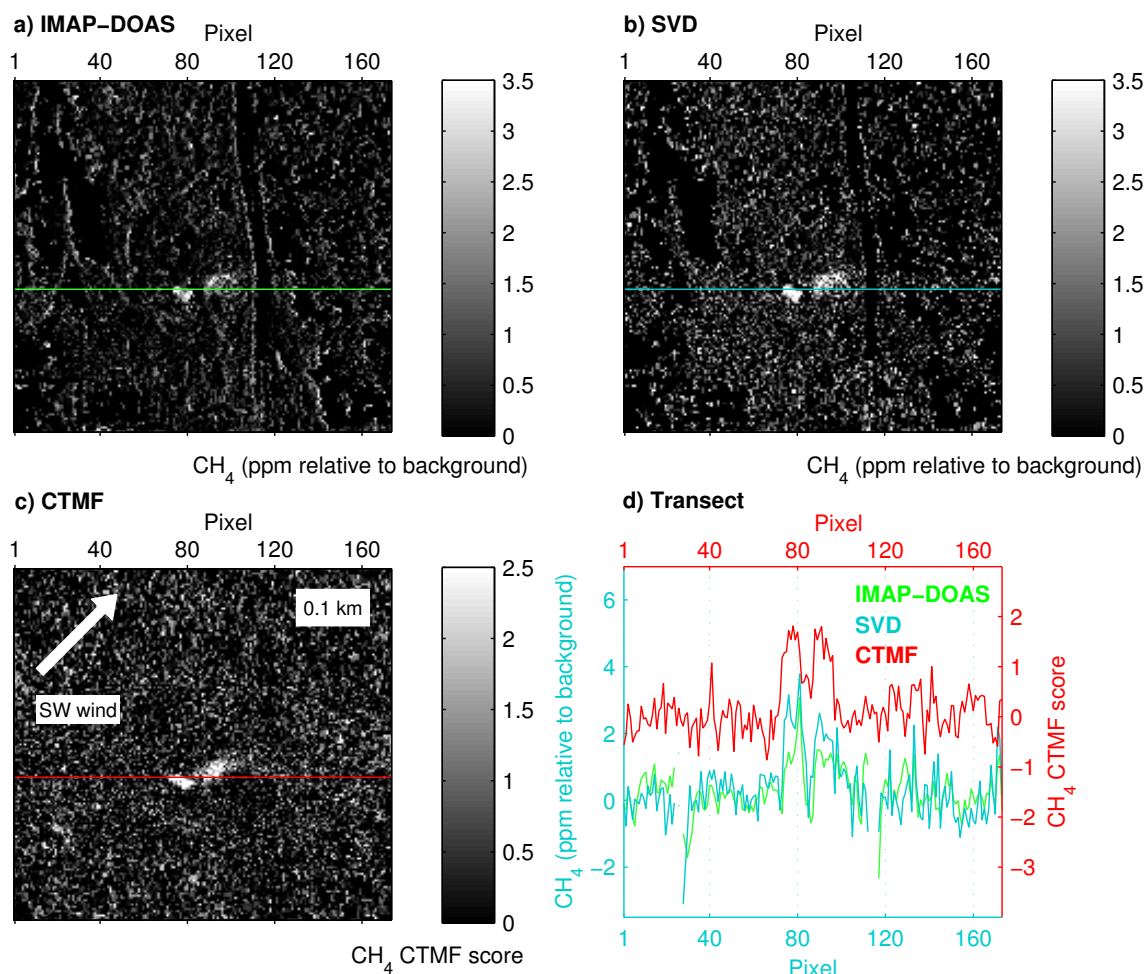 a) IMAP−DOAS
Pixel
1 40 80 120 160
3.5
3
2.5
2
1.5
1
0.5
0
CH4 (ppm relative to background)
b) SVD
Pixel
1 40 80 120 160
3.5
3
2.5
2
1.5
1
0.5
0
CH4 (ppm relative to background)
c) CTMF
Pixel
1 40 80 120 160
0.1 km
SW wind
2.5
2
1.5
1
0.5
0
CH4 CTMF score
d) Transect
Pixel
1 40 80 120 160
IMAP−DOAS
SVD
CTMF
CH4 (ppm relative to background)
6
4
2
0
−2
2
1
0
−1
−2
−3
CH4 CTMF score
1 40 80 120 160
Pixel